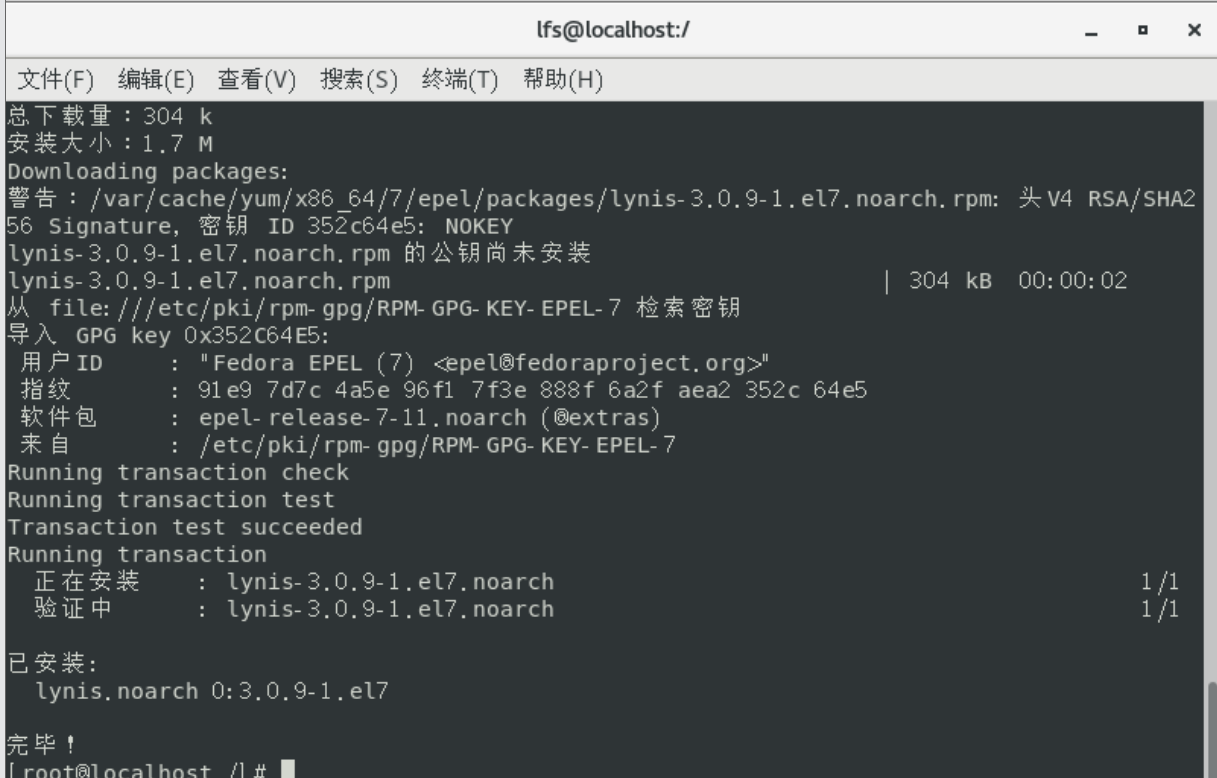 lfs@localhost:/
文件(F) 编辑(E) 查看(V) 搜索(S) 终端(T) 帮助(H)
总下载量：304 k
安装大小：1.7 M
Downloading packages:
警告：/var/cache/yum/x86_64/7/epel/packages/lynis-3.0.9-1.el7.noarch.rpm: 头V4 RSA/SHA2
56 Signature, 密钥 ID 352c64e5: NOKEY
lynis-3.0.9-1.el7.noarch.rpm 的公钥尚未安装
lynis-3.0.9-1.el7.noarch.rpm | 304 kB 00:00:02
从 file:///etc/pki/rpm-gpg/RPM-GPG-KEY-EPEL-7 检索密钥
导入 GPG key 0x352C64E5:
用户ID : "Fedora EPEL (7) <epel@fedoraproject.org>"
指纹 : 91e9 7d7c 4a5e 96f1 7f3e 888f 6a2f aea2 352c 64e5
软件包 : epel-release-7-11.noarch (@extras)
来自 : /etc/pki/rpm-gpg/RPM-GPG-KEY-EPEL-7
Running transaction check
Running transaction test
Transaction test succeeded
Running transaction
正在安装 : lynis-3.0.9-1.el7.noarch 1/1
验证中 : lynis-3.0.9-1.el7.noarch 1/1
已安装:
lynis.noarch 0:3.0.9-1.el7
完毕！
[root@localhost /]#